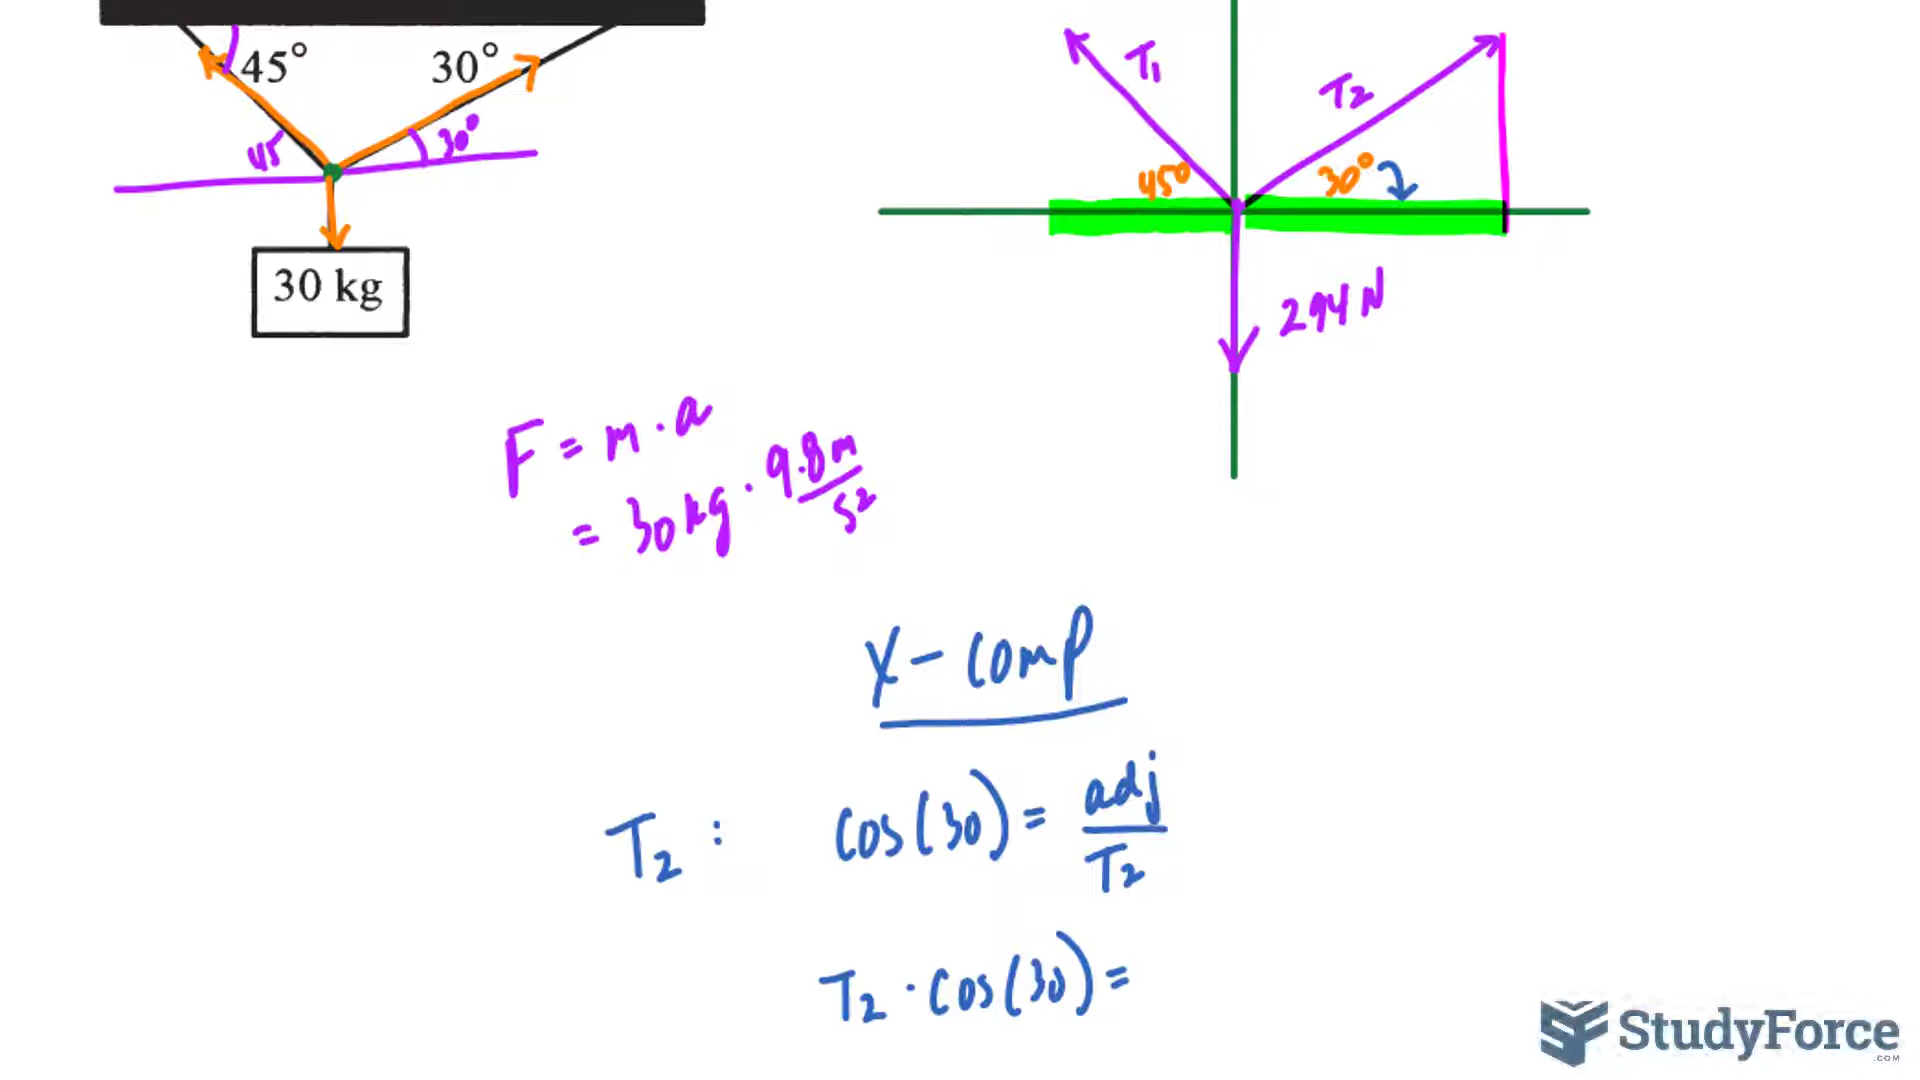 45°
30°
45
30°
30 kg
T₁
T₂
45°
30°
294 N
F = m · a
= 30 kg · 9.8 m/s²
x - comp
T₂ : cos(30) = adj/T₂
T₂ · cos(30) =
StudyForce
.COM